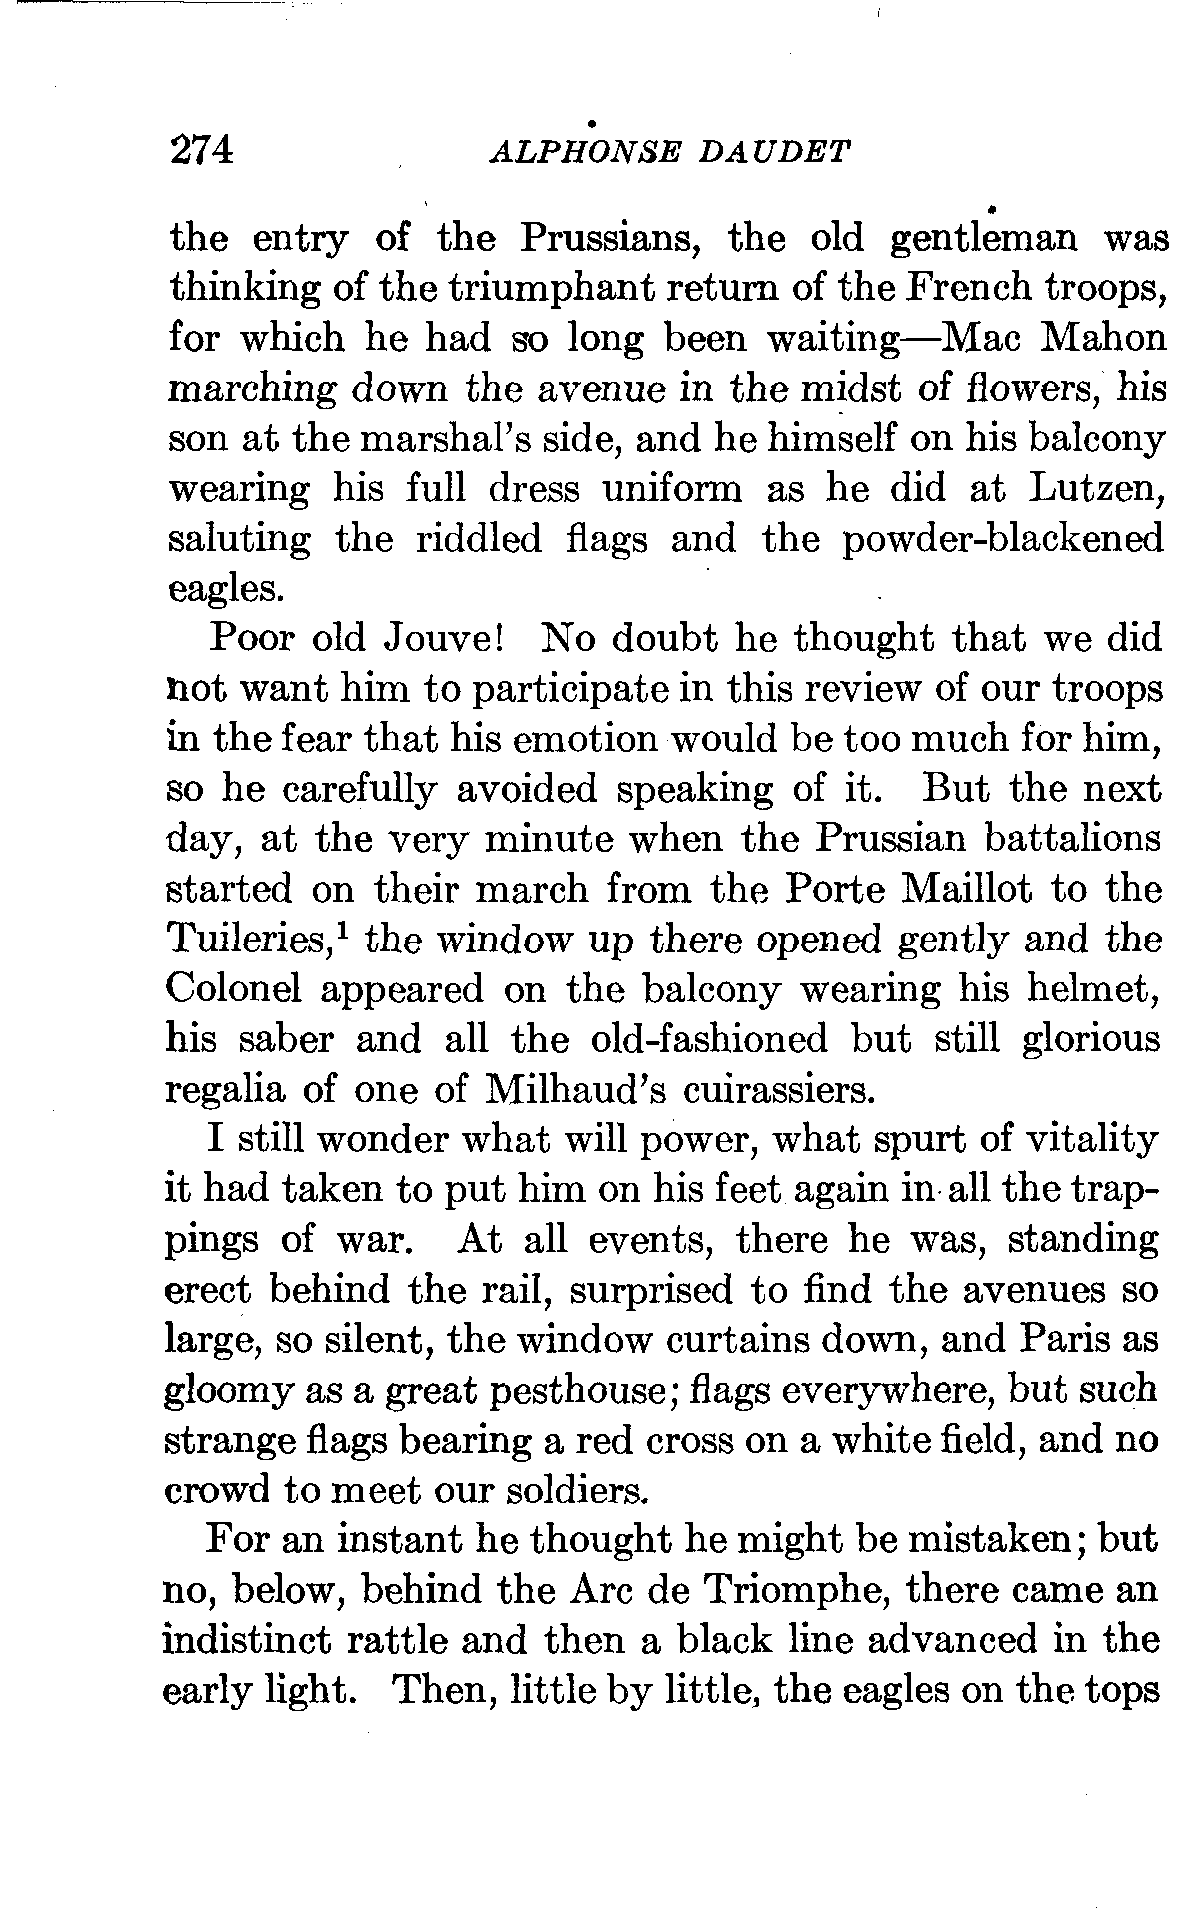 274 ALPHONSE DAUDET
the entry of the Prussians, the old gentleman was
thinking of the triumphant return of the French troops,
for which he had so long been waiting—Mac Mahon
marching down the avenue in the midst of flowers, his
son at the marshal's side, and he himself on his balcony
wearing his full dress uniform as he did at Lutzen,
saluting the riddled flags and the powder-blackened
eagles.
Poor old Jouve! No doubt he thought that we did
not want him to participate in this review of our troops
in the fear that his emotion would be too much for him,
so he carefully avoided speaking of it. But the next
day, at the very minute when the Prussian battalions
started on their march from the Porte Maillot to the
Tuileries,¹ the window up there opened gently and the
Colonel appeared on the balcony wearing his helmet,
his saber and all the old-fashioned but still glorious
regalia of one of Milhaud's cuirassiers.
I still wonder what will power, what spurt of vitality
it had taken to put him on his feet again in all the trap-
pings of war. At all events, there he was, standing
erect behind the rail, surprised to find the avenues so
large, so silent, the window curtains down, and Paris as
gloomy as a great pesthouse; flags everywhere, but such
strange flags bearing a red cross on a white field, and no
crowd to meet our soldiers.
For an instant he thought he might be mistaken; but
no, below, behind the Arc de Triomphe, there came an
indistinct rattle and then a black line advanced in the
early light. Then, little by little, the eagles on the tops